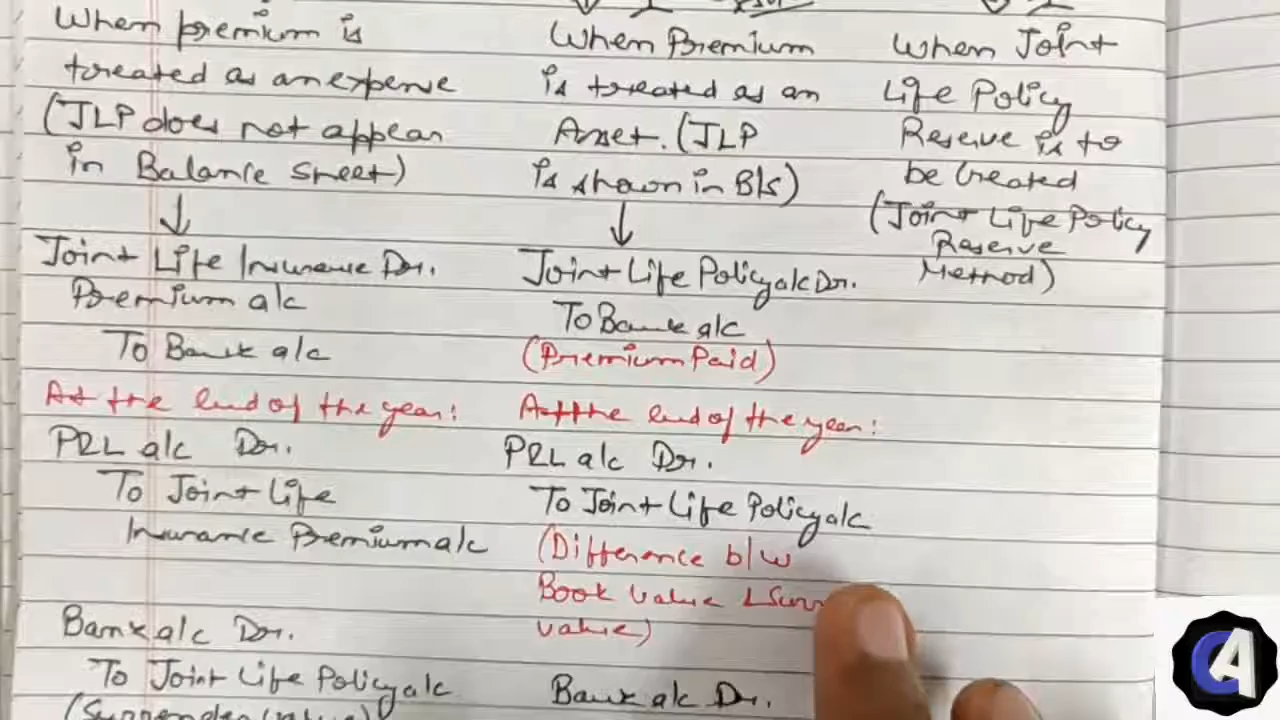 When premium is
treated as an expense
(JLP does not appear
in Balance Sheet)
Joint Life Insurance Dr.
Premium a/c
To Bank a/c
At the end of the year:
P&L a/c Dr.
To Joint Life
Insurance Premium a/c
Bank a/c Dr.
To Joint Life Policy a/c
(Surrender value)
When Premium
is treated as an
Asset. (JLP
is shown in B/s)
Joint Life Policy a/c Dr.
To Bank a/c
(Premium Paid)
At the end of the year:
P&L a/c Dr.
To Joint Life Policy a/c
(Difference b/w
Book value &
value)
Bank a/c Dr.
When Joint
Life Policy
Reserve is to
be Created
(Joint Life Policy
Reserve
Method)
CA